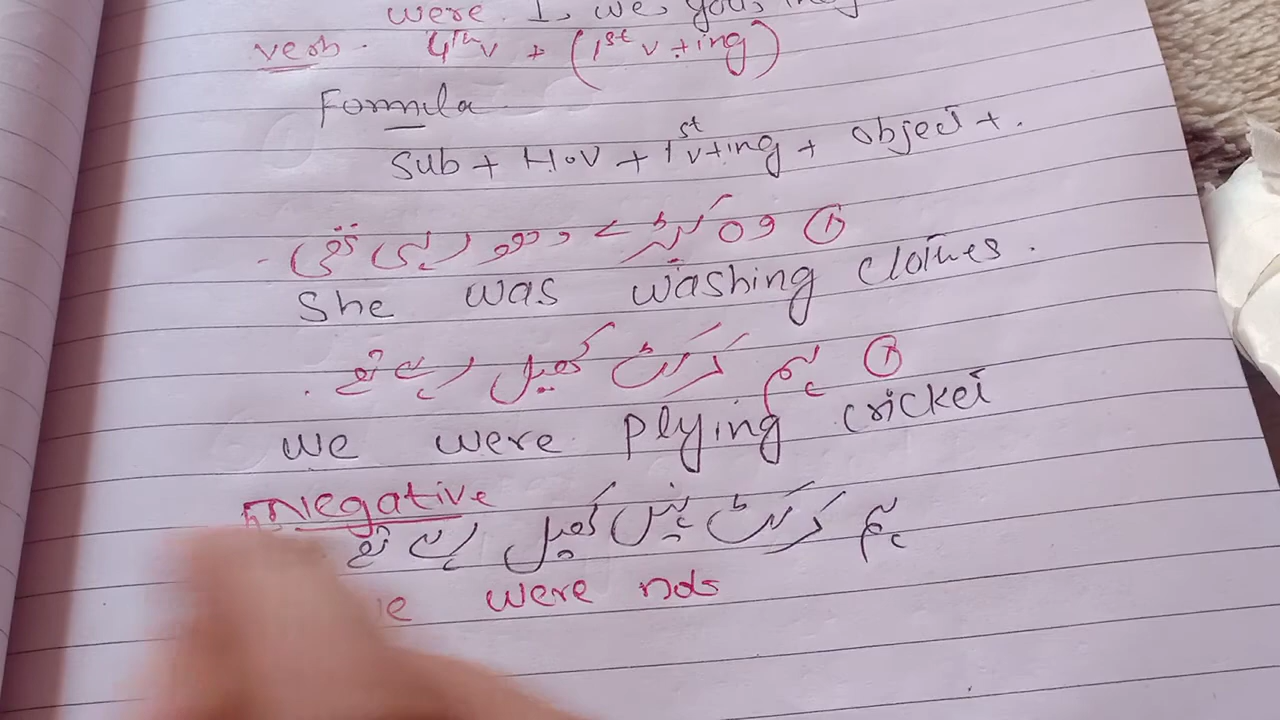 were. I, we, you, they
verb. 4th v + (1st v + ing)
Formula
Sub + H.v + 1st v+ing + object +.
① وہ کپڑے دھو رہی تھی ۔
She was washing clothes.
② ہم کرکٹ کھیل رہے تھے ۔
we were plying cricket
Negative
ہم کرکٹ نہیں کھیل رہے تھے
were not